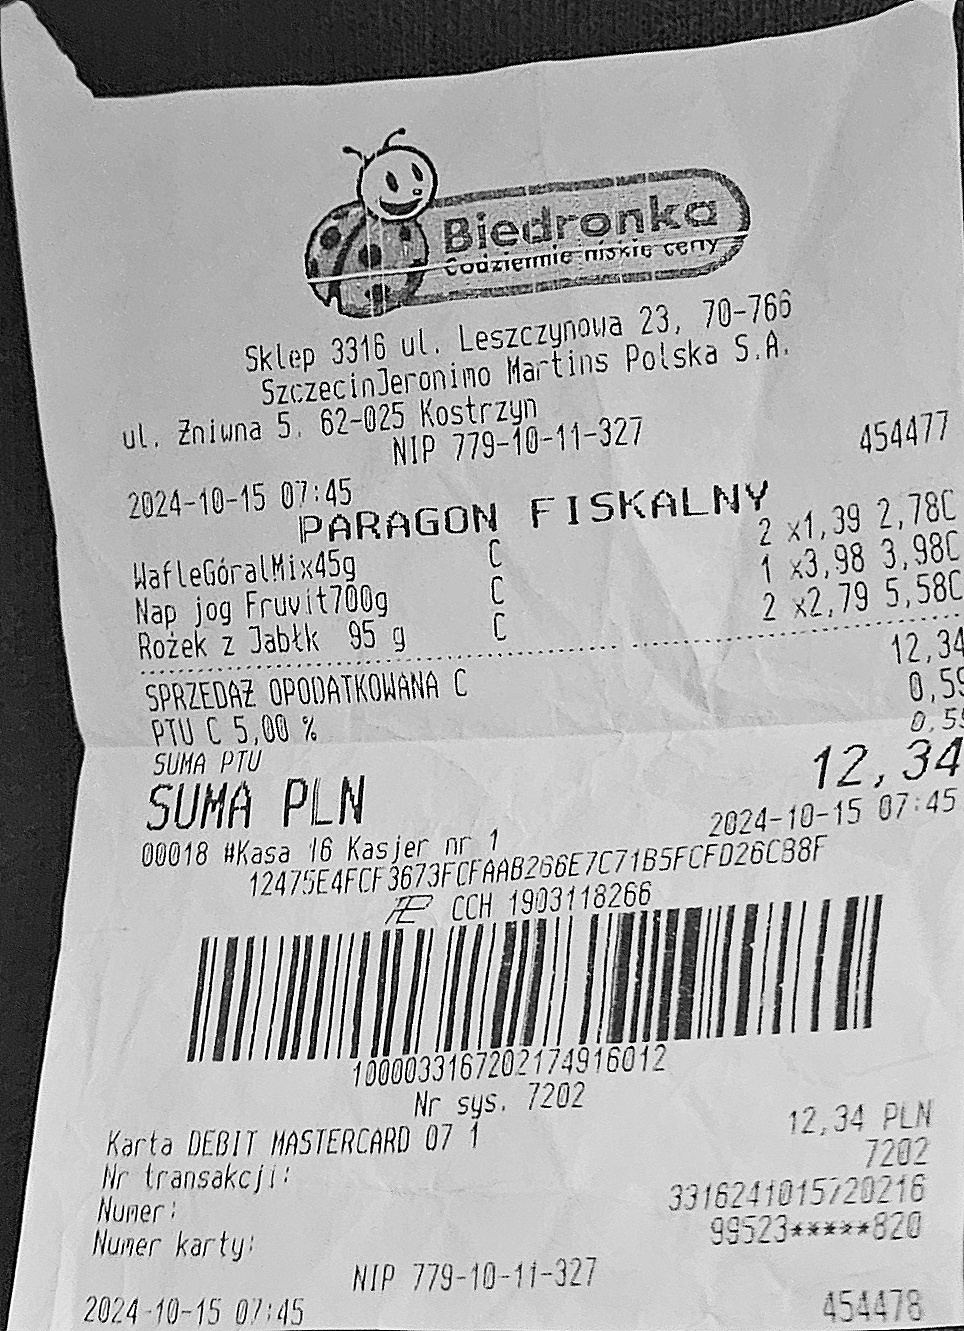 Biedronka
Codziennie niskie ceny
Sklep 3316 ul. Leszczynowa 23, 70-766
SzczecinJeronimo Martins Polska S.A.
ul. Żniwna 5, 62-025 Kostrzyn
NIP 779-10-11-327
2024-10-15 07:45 454477
PARAGON FISKALNY
WafleGóralMix45g C 2 x1,39 2,78C
Nap jog Fruvit700g C 1 x3,98 3,98C
Rożek z Jabłk 95 g C 2 x2,79 5,58C
SPRZEDAŻ OPODATKOWANA C 12,34
PTU C 5,00 % 0,59
SUMA PTU 0,59
SUMA PLN 12,34
00018 #Kasa 16 Kasjer nr 1 2024-10-15 07:45
12475E4FCF3673FCFAAB266E7C71B5FCFD26CB8F
CCH 1903118266
1000033167202174916012
Nr sys. 7202
Karta DEBIT MASTERCARD 07 1 12,34 PLN
Nr transakcji: 7202
Numer: 3316241015720216
Numer karty: 99523*****820
NIP 779-10-11-327
2024-10-15 07:45 454478